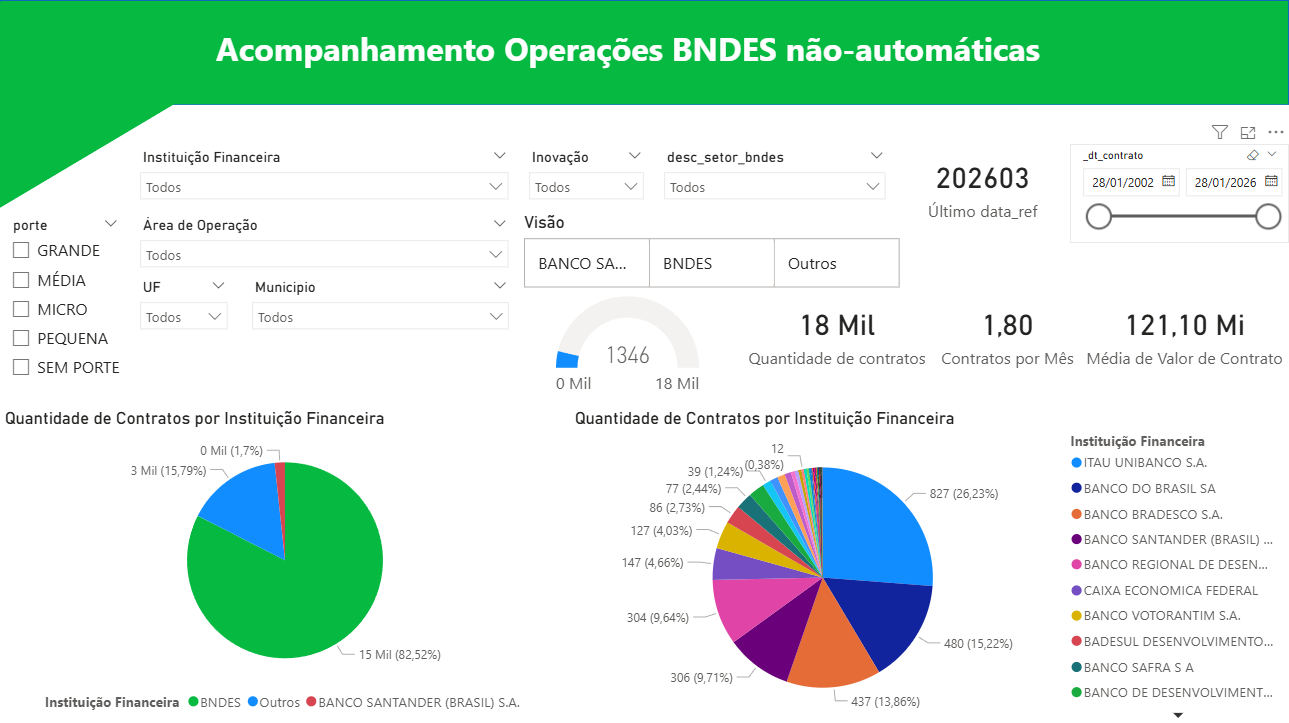 Acompanhamento Operações BNDES não-automáticas
Instituição Financeira
Todos
Inovação
Todos
desc_setor_bndes
Todos
202603
Último data_ref
_dt_contrato
28/01/2002
28/01/2026
porte
GRANDE
MÉDIA
MICRO
PEQUENA
SEM PORTE
Área de Operação
Todos
UF
Todos
Municipio
Todos
Visão
BANCO SA...
BNDES
Outros
1346
0 Mil
18 Mil
18 Mil
Quantidade de contratos
1,80
Contratos por Mês
121,10 Mi
Média de Valor de Contrato
Quantidade de Contratos por Instituição Financeira
0 Mil (1,7%)
3 Mil (15,79%)
15 Mil (82,52%)
Instituição Financeira
BNDES
Outros
BANCO SANTANDER (BRASIL) S.A.
Quantidade de Contratos por Instituição Financeira
12
(0,38%)
39 (1,24%)
77 (2,44%)
86 (2,73%)
127 (4,03%)
147 (4,66%)
304 (9,64%)
306 (9,71%)
437 (13,86%)
480 (15,22%)
827 (26,23%)
Instituição Financeira
ITAU UNIBANCO S.A.
BANCO DO BRASIL SA
BANCO BRADESCO S.A.
BANCO SANTANDER (BRASIL) ...
BANCO REGIONAL DE DESEN...
CAIXA ECONOMICA FEDERAL
BANCO VOTORANTIM S.A.
BADESUL DESENVOLVIMENTO...
BANCO SAFRA S A
BANCO DE DESENVOLVIMENT...